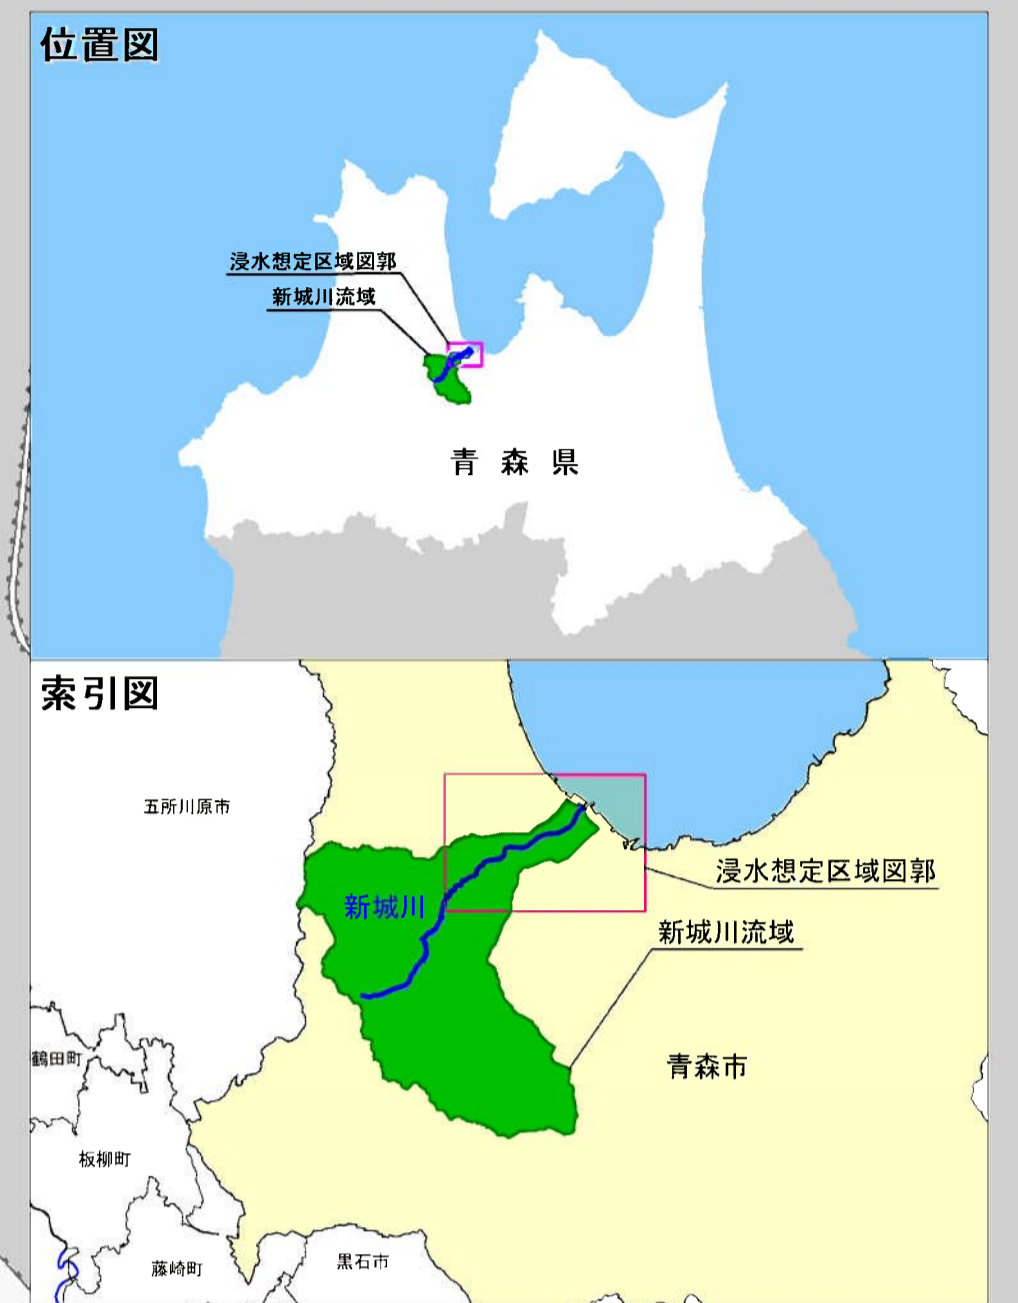 位置図
浸水想定区域図郭
新城川流域
青森県
索引図
五所川原市
浸水想定区域図郭
新城川
新城川流域
鶴田町
青森市
板柳町
藤崎町
黒石市